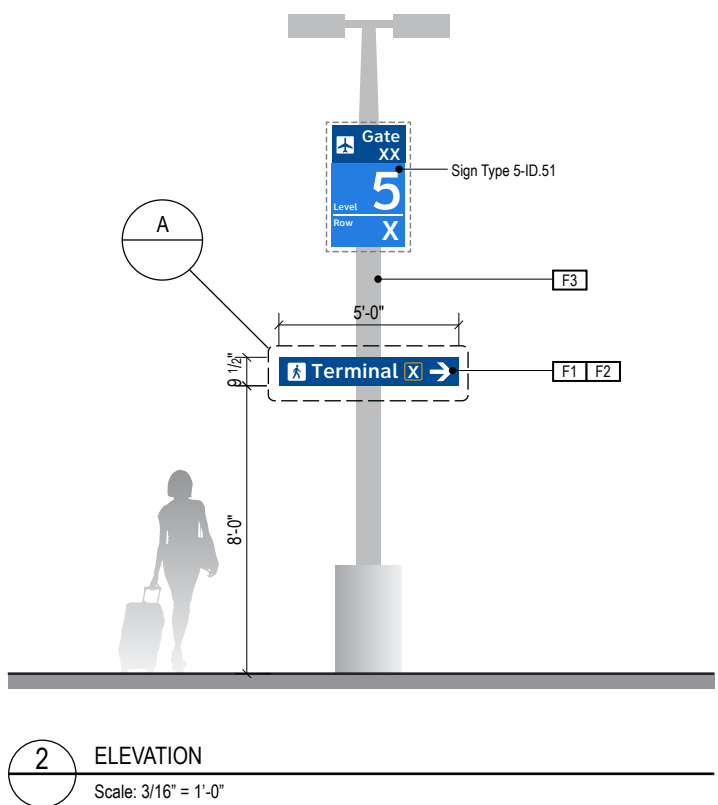 Gate
XX
5
Level
Row
X
Sign Type 5-ID.51
A
F3
5'-0"
9 1/2"
Terminal X
F1 F2
8'-0"
2
ELEVATION
Scale: 3/16” = 1’-0”